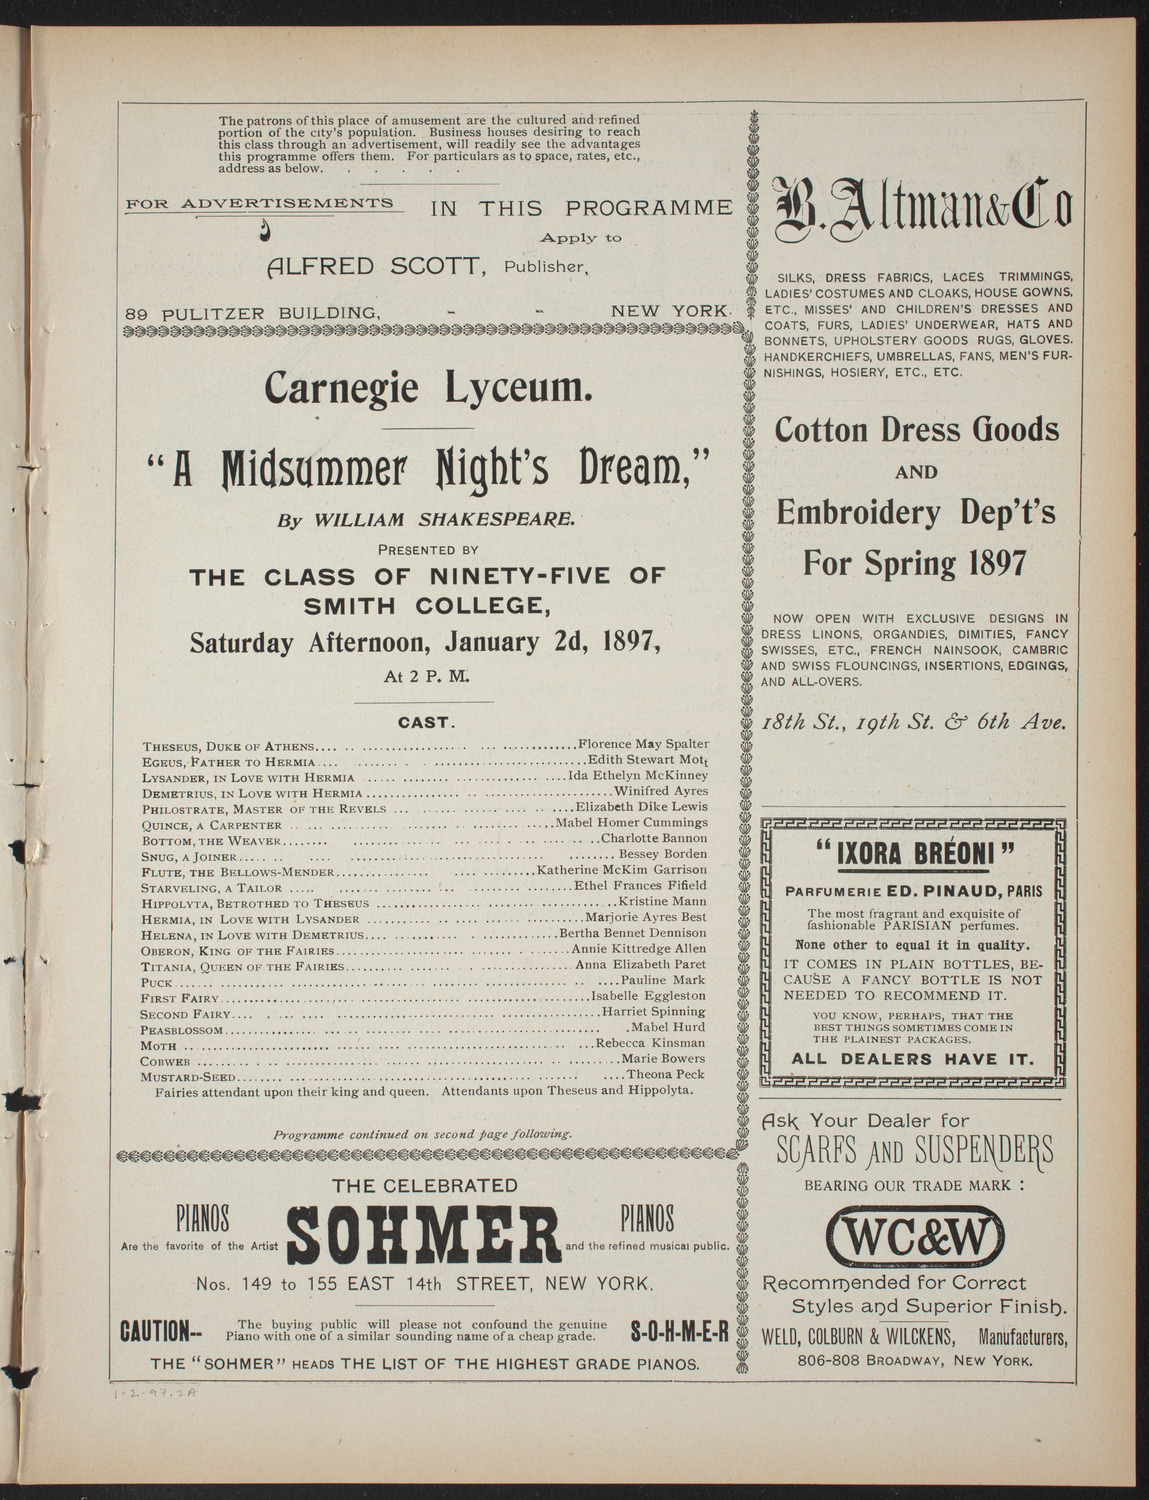 The patrons of this place of amusement are the cultured and refined
portion of the city's population. Business houses desiring to reach
this class through an advertisement, will readily see the advantages
this programme offers them. For particulars as to space, rates, etc.,
address as below. . . . . .
FOR ADVERTISEMENTS IN THIS PROGRAMME
Apply to
ALFRED SCOTT, Publisher,
89 PULITZER BUILDING, - - NEW YORK.
Carnegie Lyceum.
"A Midsummer Night's Dream,"
By WILLIAM SHAKESPEARE.
PRESENTED BY
THE CLASS OF NINETY-FIVE OF
SMITH COLLEGE,
Saturday Afternoon, January 2d, 1897,
At 2 P. M.
CAST.
THESEUS, DUKE OF ATHENS....Florence May Spalter
EGEUS, FATHER TO HERMIA....Edith Stewart Mott
LYSANDER, IN LOVE WITH HERMIA....Ida Ethelyn McKinney
DEMETRIUS, IN LOVE WITH HERMIA....Winifred Ayres
PHILOSTRATE, MASTER OF THE REVELS....Elizabeth Dike Lewis
QUINCE, A CARPENTER....Mabel Homer Cummings
BOTTOM, THE WEAVER....Charlotte Bannon
SNUG, A JOINER....Bessey Borden
FLUTE, THE BELLOWS-MENDER....Katherine McKim Garrison
STARVELING, A TAILOR....Ethel Frances Fifield
HIPPOLYTA, BETROTHED TO THESEUS....Kristine Mann
HERMIA, IN LOVE WITH LYSANDER....Marjorie Ayres Best
HELENA, IN LOVE WITH DEMETRIUS....Bertha Bennet Dennison
OBERON, KING OF THE FAIRIES....Annie Kittredge Allen
TITANIA, QUEEN OF THE FAIRIES....Anna Elizabeth Paret
PUCK....Pauline Mark
FIRST FAIRY....Isabelle Eggleston
SECOND FAIRY....Harriet Spinning
PEASBLOSSOM....Mabel Hurd
MOTH....Rebecca Kinsman
COBWEB....Marie Bowers
MUSTARD-SEED....Theona Peck
Fairies attendant upon their king and queen. Attendants upon Theseus and Hippolyta.
Programme continued on second page following.
THE CELEBRATED
PIANOS SOHMER PIANOS
Are the favorite of the Artist and the refined musical public.
Nos. 149 to 155 EAST 14th STREET, NEW YORK.
CAUTION-- The buying public will please not confound the genuine S-O-H-M-E-R
Piano with one of a similar sounding name of a cheap grade.
THE "SOHMER" HEADS THE LIST OF THE HIGHEST GRADE PIANOS.
1-2-97.2A
B. Altman & Co
SILKS, DRESS FABRICS, LACES TRIMMINGS,
LADIES' COSTUMES AND CLOAKS, HOUSE GOWNS,
ETC., MISSES' AND CHILDREN'S DRESSES AND
COATS, FURS, LADIES' UNDERWEAR, HATS AND
BONNETS, UPHOLSTERY GOODS RUGS, GLOVES.
HANDKERCHIEFS, UMBRELLAS, FANS, MEN'S FUR-
NISHINGS, HOSIERY, ETC., ETC.
Cotton Dress Goods
AND
Embroidery Dep't's
For Spring 1897
NOW OPEN WITH EXCLUSIVE DESIGNS IN
DRESS LINONS, ORGANDIES, DIMITIES, FANCY
SWISSES, ETC., FRENCH NAINSOOK, CAMBRIC
AND SWISS FLOUNCINGS, INSERTIONS, EDGINGS,
AND ALL-OVERS.
18th St., 19th St. & 6th Ave.
"IXORA BRÉONI"
PARFUMERIE ED. PINAUD, PARIS
The most fragrant and exquisite of
fashionable PARISIAN perfumes.
None other to equal it in quality.
IT COMES IN PLAIN BOTTLES, BE-
CAUSE A FANCY BOTTLE IS NOT
NEEDED TO RECOMMEND IT.
YOU KNOW, PERHAPS, THAT THE
BEST THINGS SOMETIMES COME IN
THE PLAINEST PACKAGES.
ALL DEALERS HAVE IT.
Ask Your Dealer for
SCARFS AND SUSPENDERS
BEARING OUR TRADE MARK :
WC&W
Recommended for Correct
Styles and Superior Finish.
WELD, COLBURN & WILCKENS, Manufacturers,
806-808 BROADWAY, NEW YORK.